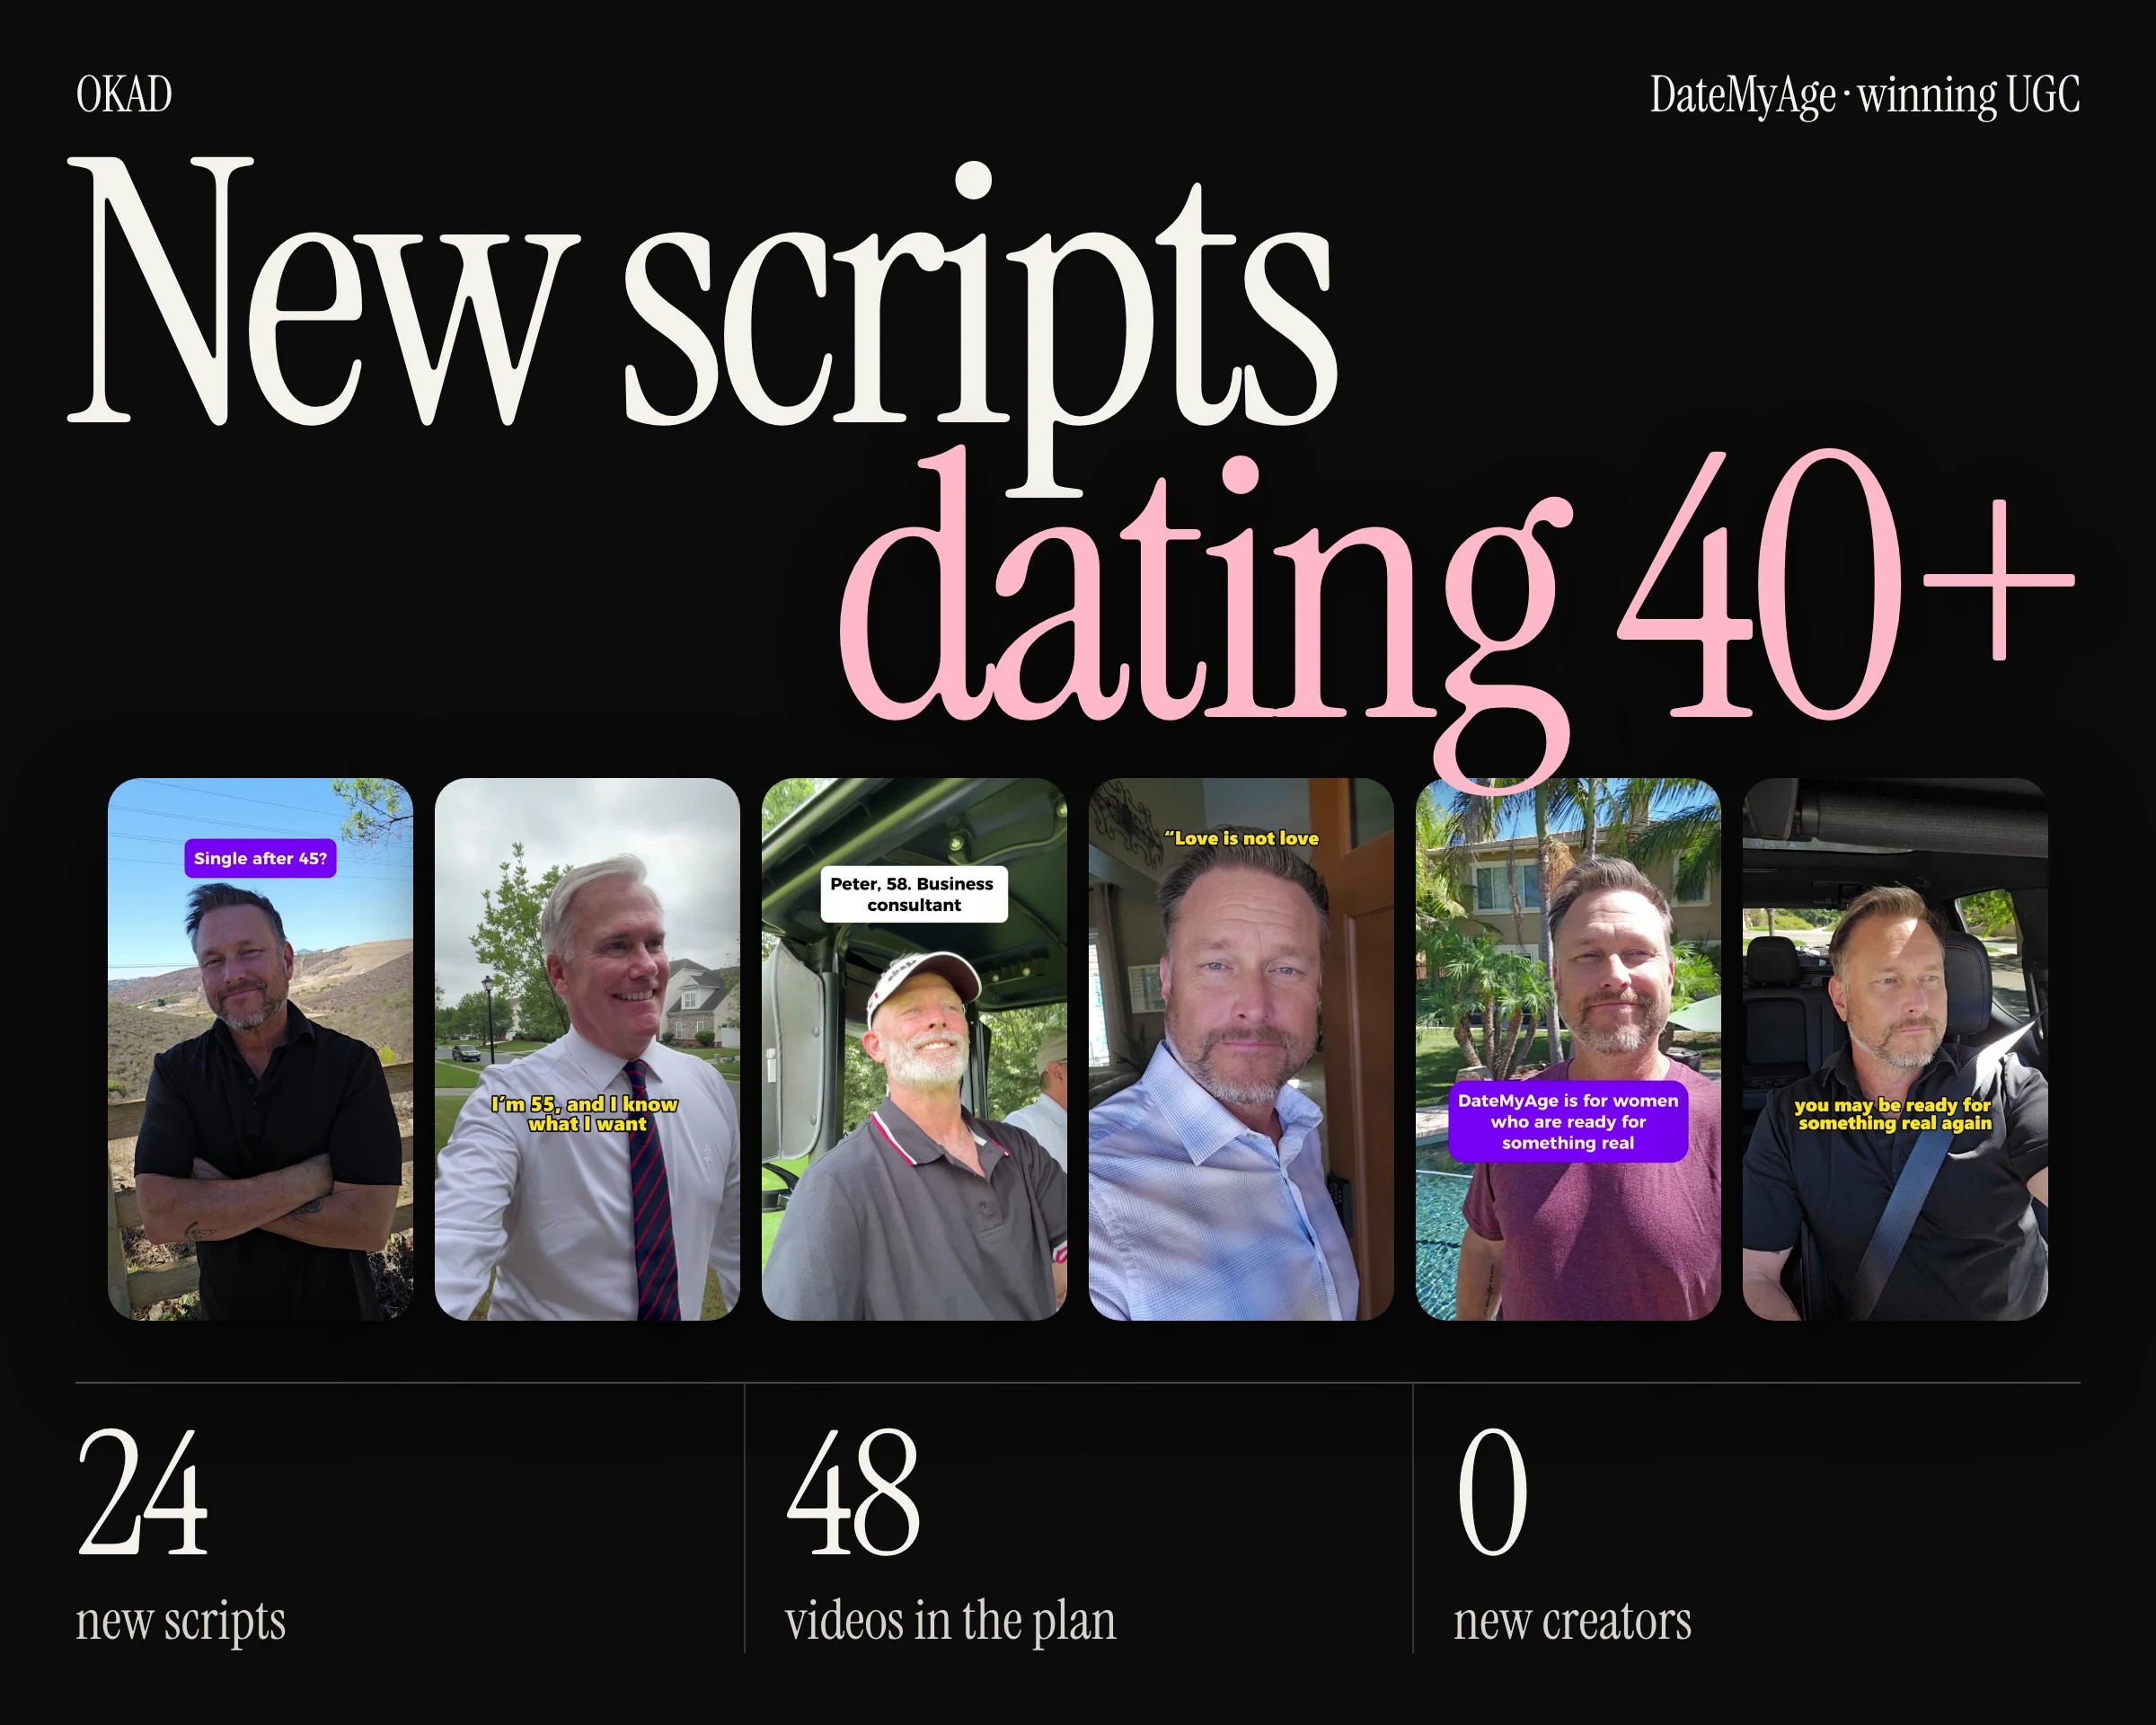 OKAD
DateMyAge · winning UGC
New scripts
dating 40+
Single after 45?
I'm 55, and I know
what I want
Peter, 58. Business
consultant
“Love is not love
DateMyAge is for women
who are ready for
something real
you may be ready for
something real again
24
new scripts
48
videos in the plan
0
new creators